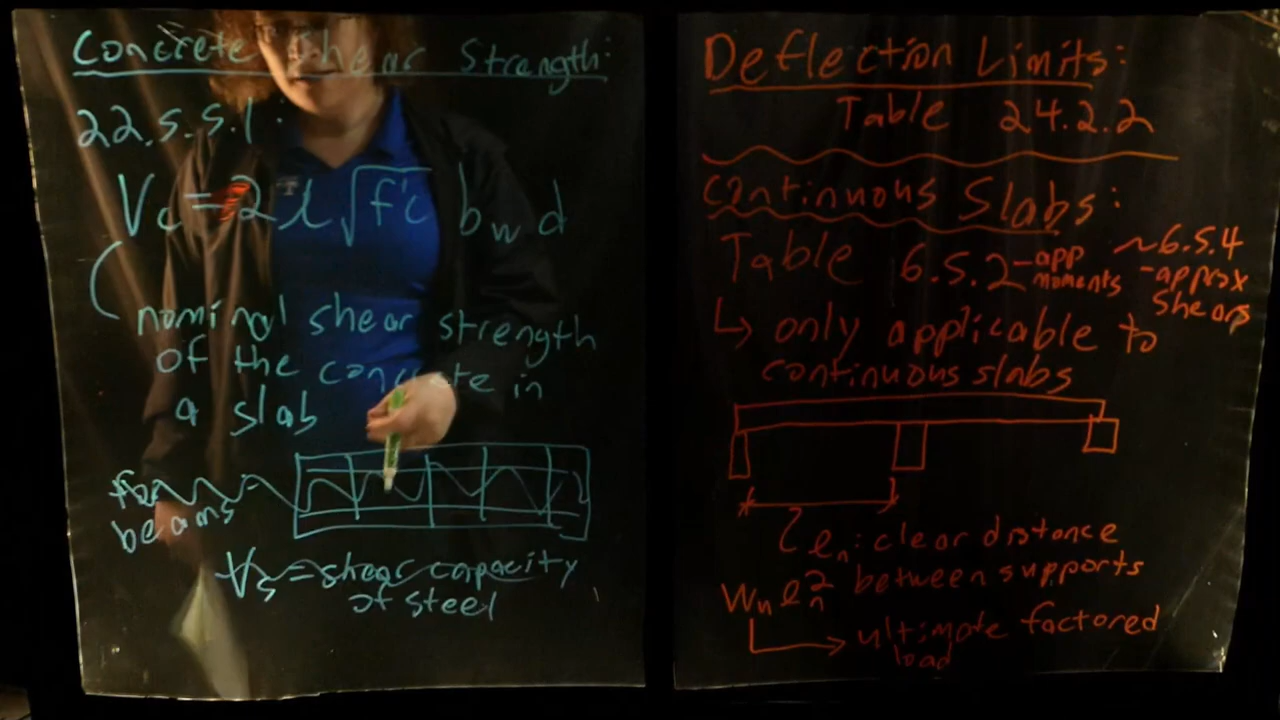 Concrete Shear Strength:
22.5.5.1:
Vc = 2 λ √f'c bw d
nominal shear strength
of the concrete in
a slab
for
beams
Vs = shear capacity
of steel
Deflection Limits:
Table 24.2.2
Continuous Slabs:
Table 6.5.2 - app moments
~6.5.4
- approx
Shears
↳ only applicable to
continuous slabs
ℓn: clear distance
between supports
Wu ℓn²
ultimate factored
load